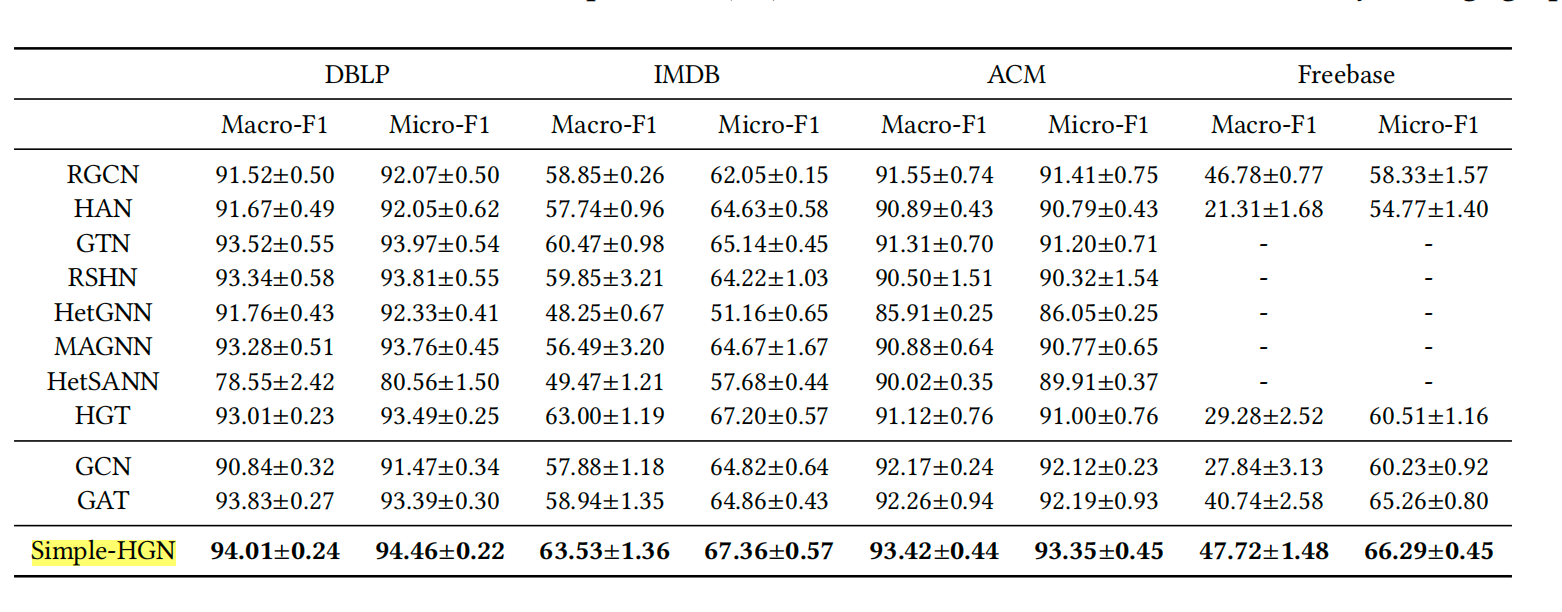 DBLP IMDB ACM Freebase
Macro-F1 Micro-F1 Macro-F1 Micro-F1 Macro-F1 Micro-F1 Macro-F1 Micro-F1
RGCN 91.52±0.50 92.07±0.50 58.85±0.26 62.05±0.15 91.55±0.74 91.41±0.75 46.78±0.77 58.33±1.57
HAN 91.67±0.49 92.05±0.62 57.74±0.96 64.63±0.58 90.89±0.43 90.79±0.43 21.31±1.68 54.77±1.40
GTN 93.52±0.55 93.97±0.54 60.47±0.98 65.14±0.45 91.31±0.70 91.20±0.71 - -
RSHN 93.34±0.58 93.81±0.55 59.85±3.21 64.22±1.03 90.50±1.51 90.32±1.54 - -
HetGNN 91.76±0.43 92.33±0.41 48.25±0.67 51.16±0.65 85.91±0.25 86.05±0.25 - -
MAGNN 93.28±0.51 93.76±0.45 56.49±3.20 64.67±1.67 90.88±0.64 90.77±0.65 - -
HetSANN 78.55±2.42 80.56±1.50 49.47±1.21 57.68±0.44 90.02±0.35 89.91±0.37 - -
HGT 93.01±0.23 93.49±0.25 63.00±1.19 67.20±0.57 91.12±0.76 91.00±0.76 29.28±2.52 60.51±1.16
GCN 90.84±0.32 91.47±0.34 57.88±1.18 64.82±0.64 92.17±0.24 92.12±0.23 27.84±3.13 60.23±0.92
GAT 93.83±0.27 93.39±0.30 58.94±1.35 64.86±0.43 92.26±0.94 92.19±0.93 40.74±2.58 65.26±0.80
Simple-HGN 94.01±0.24 94.46±0.22 63.53±1.36 67.36±0.57 93.42±0.44 93.35±0.45 47.72±1.48 66.29±0.45